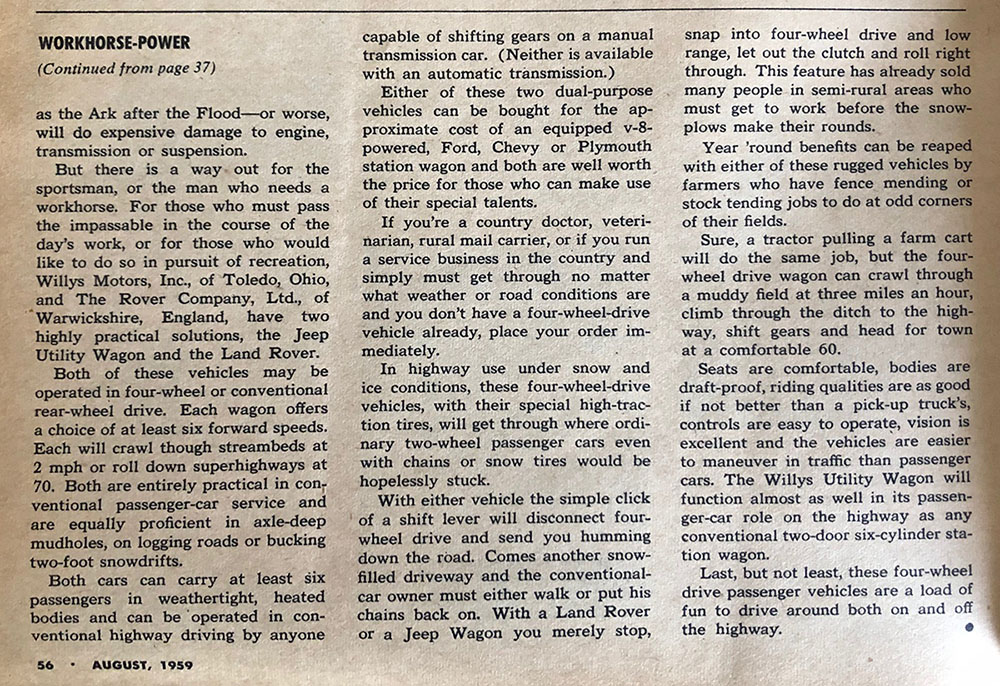 WORKHORSE-POWER
(Continued from page 37)
as the Ark after the Flood—or worse,
will do expensive damage to engine,
transmission or suspension.
But there is a way out for the
sportsman, or the man who needs a
workhorse. For those who must pass
the impassable in the course of the
day's work, or for those who would
like to do so in pursuit of recreation,
Willys Motors, Inc., of Toledo, Ohio,
and The Rover Company, Ltd., of
Warwickshire, England, have two
highly practical solutions, the Jeep
Utility Wagon and the Land Rover.
Both of these vehicles may be
operated in four-wheel or conventional
rear-wheel drive. Each wagon offers
a choice of at least six forward speeds.
Each will crawl though streambeds at
2 mph or roll down superhighways at
70. Both are entirely practical in con-
ventional passenger-car service and
are equally proficient in axle-deep
mudholes, on logging roads or bucking
two-foot snowdrifts.
Both cars can carry at least six
passengers in weathertight, heated
bodies and can be operated in con-
ventional highway driving by anyone
capable of shifting gears on a manual
transmission car. (Neither is available
with an automatic transmission.)
Either of these two dual-purpose
vehicles can be bought for the ap-
proximate cost of an equipped v-8-
powered, Ford, Chevy or Plymouth
station wagon and both are well worth
the price for those who can make use
of their special talents.
If you're a country doctor, veteri-
narian, rural mail carrier, or if you run
a service business in the country and
simply must get through no matter
what weather or road conditions are
and you don't have a four-wheel-drive
vehicle already, place your order im-
mediately.
In highway use under snow and
ice conditions, these four-wheel-drive
vehicles, with their special high-trac-
tion tires, will get through where ordi-
nary two-wheel passenger cars even
with chains or snow tires would be
hopelessly stuck.
With either vehicle the simple click
of a shift lever will disconnect four-
wheel drive and send you humming
down the road. Comes another snow-
filled driveway and the conventional-
car owner must either walk or put his
chains back on. With a Land Rover
or a Jeep Wagon you merely stop,
snap into four-wheel drive and low
range, let out the clutch and roll right
through. This feature has already sold
many people in semi-rural areas who
must get to work before the snow-
plows make their rounds.
Year 'round benefits can be reaped
with either of these rugged vehicles by
farmers who have fence mending or
stock tending jobs to do at odd corners
of their fields.
Sure, a tractor pulling a farm cart
will do the same job, but the four-
wheel drive wagon can crawl through
a muddy field at three miles an hour,
climb through the ditch to the high-
way, shift gears and head for town
at a comfortable 60.
Seats are comfortable, bodies are
draft-proof, riding qualities are as good
if not better than a pick-up truck's,
controls are easy to operate, vision is
excellent and the vehicles are easier
to maneuver in traffic than passenger
cars. The Willys Utility Wagon will
function almost as well in its passen-
ger-car role on the highway as any
conventional two-door six-cylinder sta-
tion wagon.
Last, but not least, these four-wheel
drive passenger vehicles are a load of
fun to drive around both on and off
the highway. •
56 • AUGUST, 1959